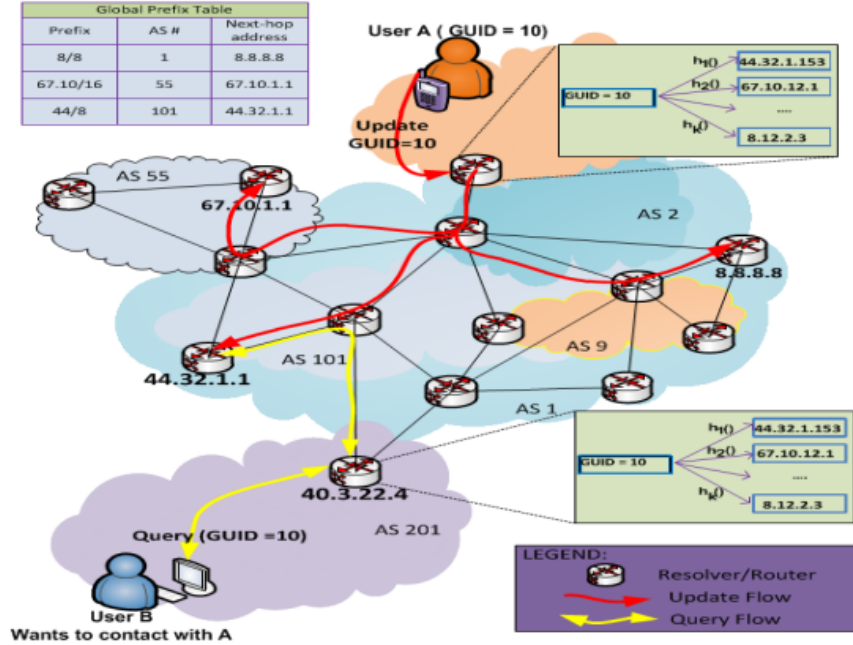 Global Prefix Table
Prefix AS # Next-hop address
8/8 1 8.8.8.8
67.10/16 55 67.10.1.1
44/8 101 44.32.1.1
User A ( GUID = 10)
Update
GUID=10
GUID = 10
h1()
44.32.1.153
h2()
67.10.12.1
....
hk()
8.12.2.3
AS 55
67.10.1.1
AS 2
8.8.8.8
AS 9
AS 101
44.32.1.1
AS 1
40.3.22.4
AS 201
GUID = 10
h1()
44.32.1.153
h2()
67.10.12.1
....
hk()
8.12.2.3
Query (GUID =10)
User B
Wants to contact with A
LEGEND:
Resolver/Router
Update Flow
Query Flow